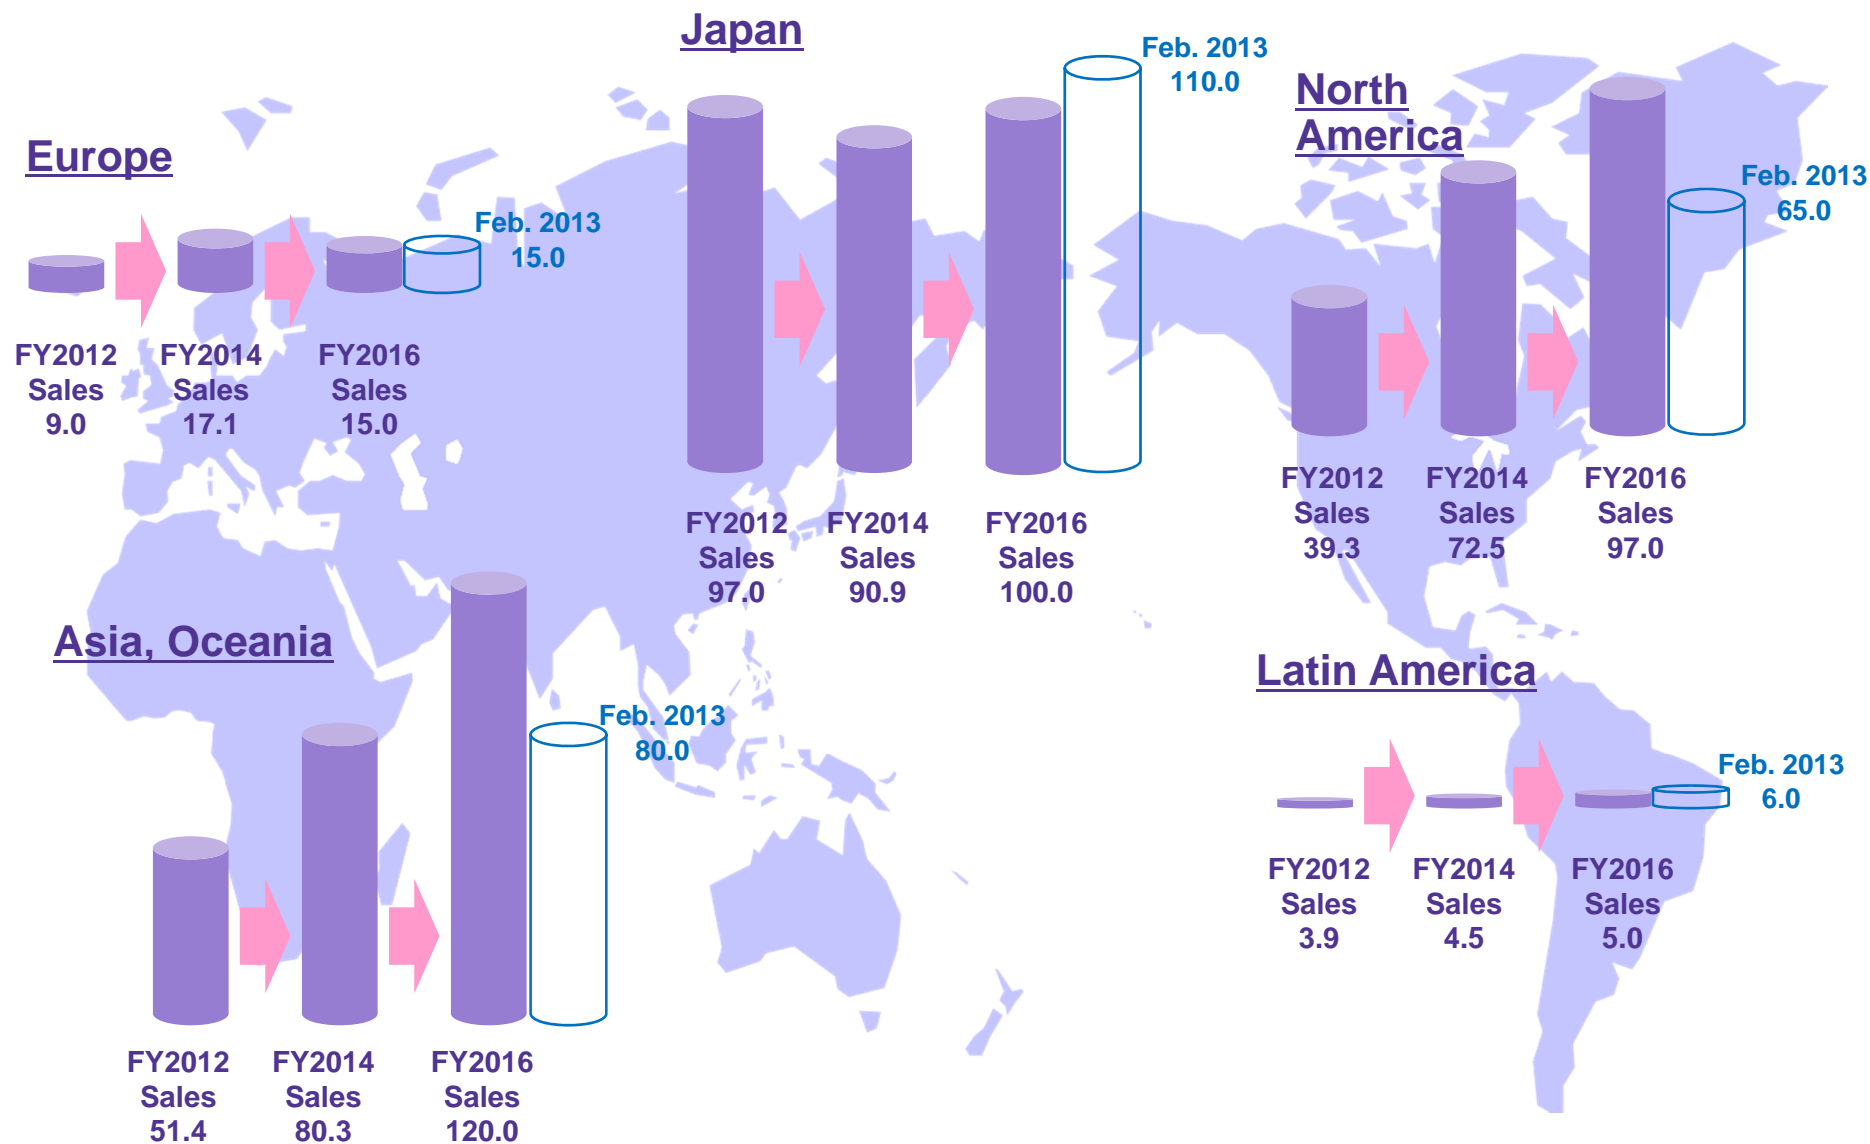 Japan
Feb. 2013
110.0
FY2012
Sales
97.0
FY2014
Sales
90.9
FY2016
Sales
100.0
North
America
Feb. 2013
65.0
FY2012
Sales
39.3
FY2014
Sales
72.5
FY2016
Sales
97.0
Europe
Feb. 2013
15.0
FY2012
Sales
9.0
FY2014
Sales
17.1
FY2016
Sales
15.0
Asia, Oceania
Feb. 2013
80.0
FY2012
Sales
51.4
FY2014
Sales
80.3
FY2016
Sales
120.0
Latin America
Feb. 2013
6.0
FY2012
Sales
3.9
FY2014
Sales
4.5
FY2016
Sales
5.0